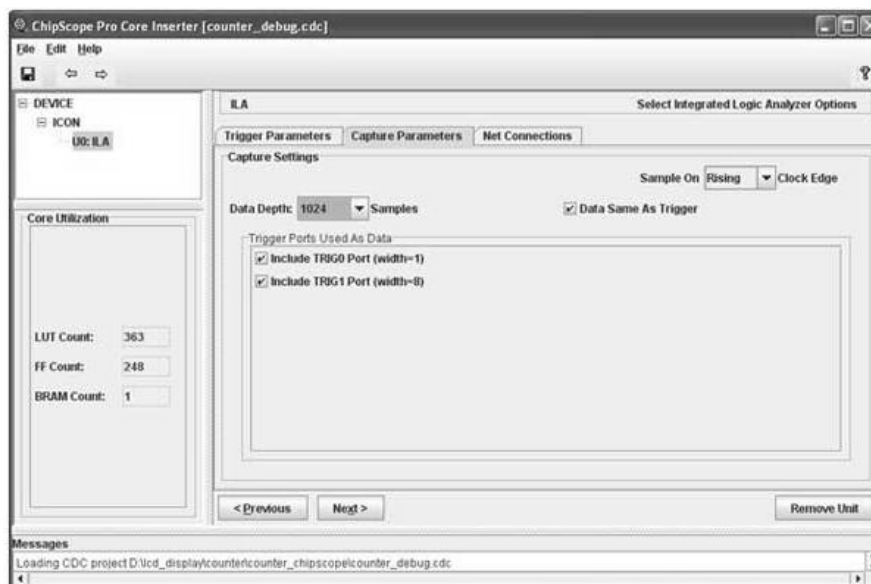 ChipScope Pro Core Inserter [counter_debug.cdc]
File Edit Help
DEVICE
ICON
U0: ILA
ILA
Select Integrated Logic Analyzer Options
Trigger Parameters
Capture Parameters
Net Connections
Capture Settings
Sample On Rising Clock Edge
Data Depth: 1024 Samples
Data Same As Trigger
Trigger Ports Used As Data
Include TRIG0 Port (width=1)
Include TRIG1 Port (width=8)
Core Utilization
LUT Count: 363
FF Count: 248
BRAM Count: 1
< Previous
Next >
Remove Unit
Messages
Loading CDC project D:\lcd_display\counter\counter_chipscope\counter_debug.cdc